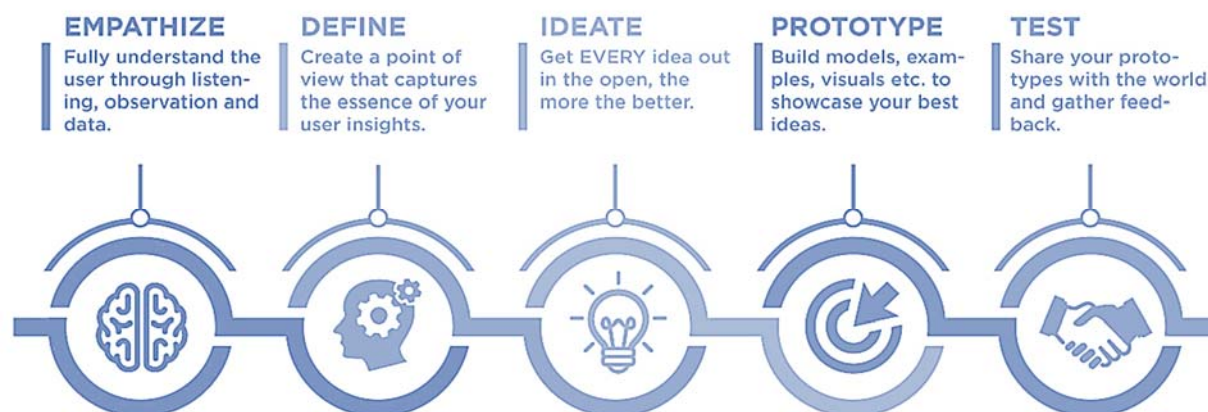 EMPATHIZE
Fully understand the
user through listen-
ing, observation and
data.
DEFINE
Create a point of
view that captures
the essence of your
user insights.
IDEATE
Get EVERY idea out
in the open, the
more the better.
PROTOTYPE
Build models, exam-
ples, visuals etc. to
showcase your best
ideas.
TEST
Share your proto-
types with the world
and gather feed-
back.